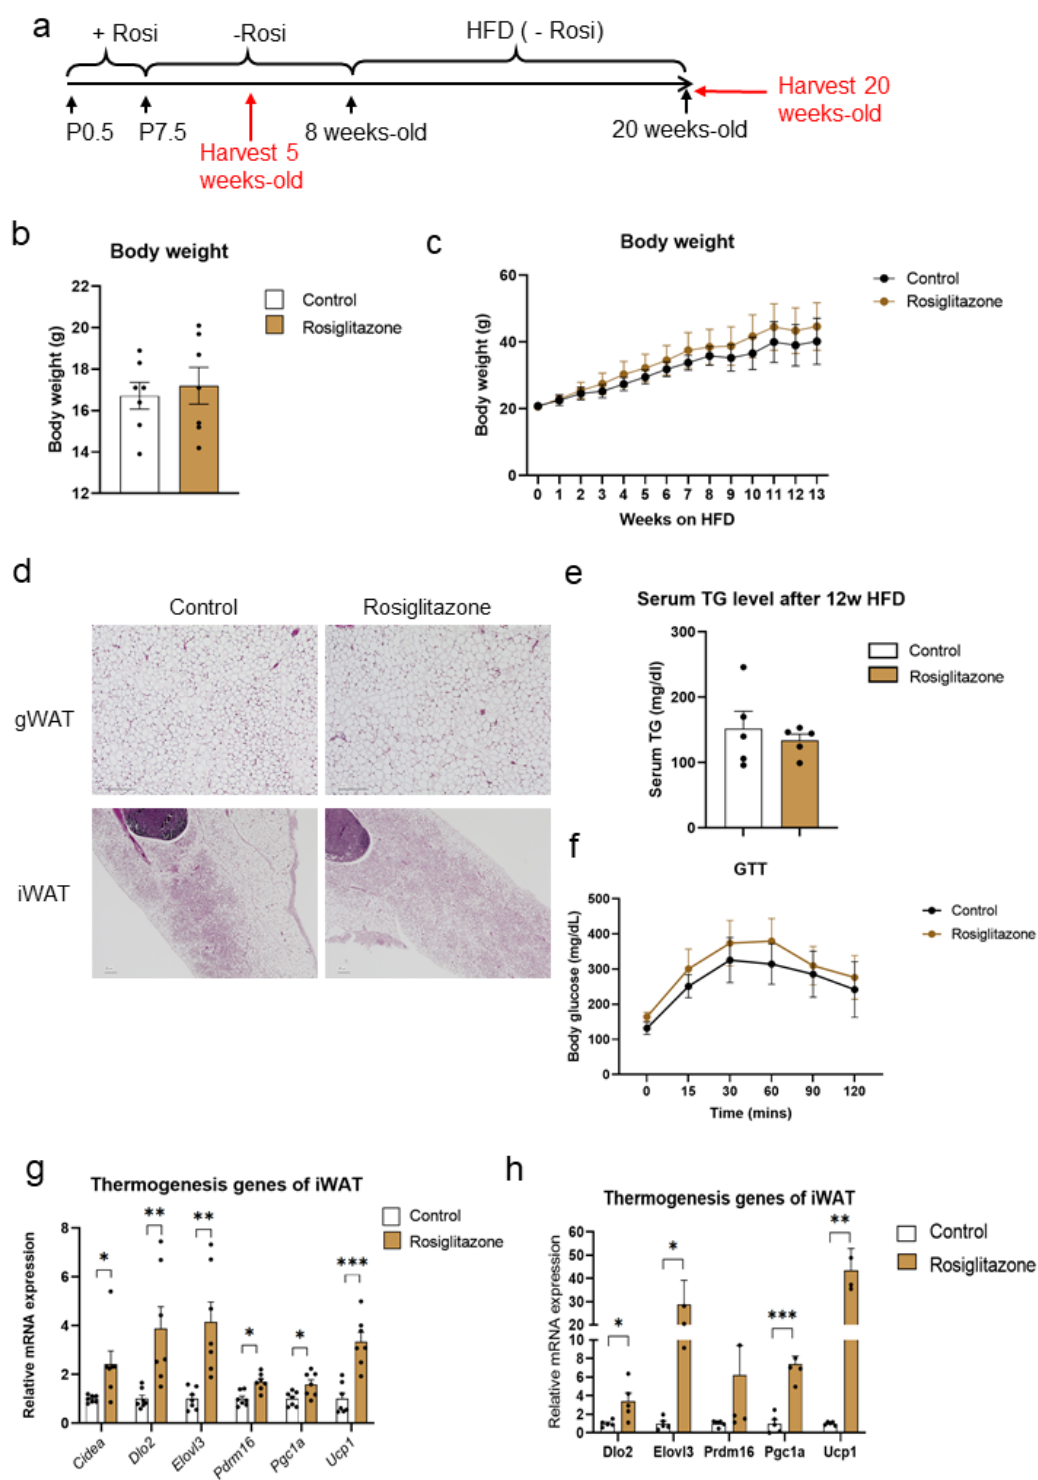 a
+ Rosi
-Rosi
HFD ( - Rosi)
P0.5
P7.5
Harvest 5
weeks-old
8 weeks-old
20 weeks-old
Harvest 20
weeks-old
b
Body weight
Body weight (g)
22
20
18
16
14
12
Control
Rosiglitazone
c
Body weight
Body weight (g)
60
40
20
0
0 1 2 3 4 5 6 7 8 9 10 11 12 13
Weeks on HFD
Control
Rosiglitazone
d
Control
Rosiglitazone
gWAT
iWAT
e
Serum TG level after 12w HFD
Serum TG (mg/dl)
300
200
100
0
Control
Rosiglitazone
f
GTT
Body glucose (mg/dL)
500
400
300
200
100
0
0 15 30 60 90 120
Time (mins)
Control
Rosiglitazone
g
Thermogenesis genes of iWAT
Relative mRNA expression
8
6
4
2
0
* ** ** * * ***
Cidea Dlo2 Elovl3 Pdrm16 Pgc1a Ucp1
Control
Rosiglitazone
h
Thermogenesis genes of iWAT
Relative mRNA expression
60
50
40
30
20
10
8
6
4
2
0
* * *** **
Dlo2 Elovl3 Prdm16 Pgc1a Ucp1
Control
Rosiglitazone